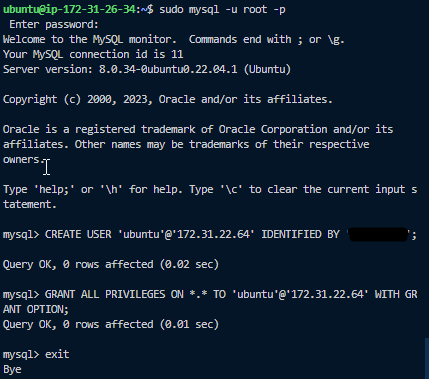 ubuntu@ip-172-31-26-34:~$ sudo mysql -u root -p
Enter password:
Welcome to the MySQL monitor.  Commands end with ; or \g.
Your MySQL connection id is 11
Server version: 8.0.34-0ubuntu0.22.04.1 (Ubuntu)
Copyright (c) 2000, 2023, Oracle and/or its affiliates.
Oracle is a registered trademark of Oracle Corporation and/or its
affiliates. Other names may be trademarks of their respective
owners.
Type 'help;' or '\h' for help. Type '\c' to clear the current input s
tatement.
mysql> CREATE USER 'ubuntu'@'172.31.22.64' IDENTIFIED BY ' ';
Query OK, 0 rows affected (0.02 sec)
mysql> GRANT ALL PRIVILEGES ON *.* TO 'ubuntu'@'172.31.22.64' WITH GR
ANT OPTION;
Query OK, 0 rows affected (0.01 sec)
mysql> exit
Bye